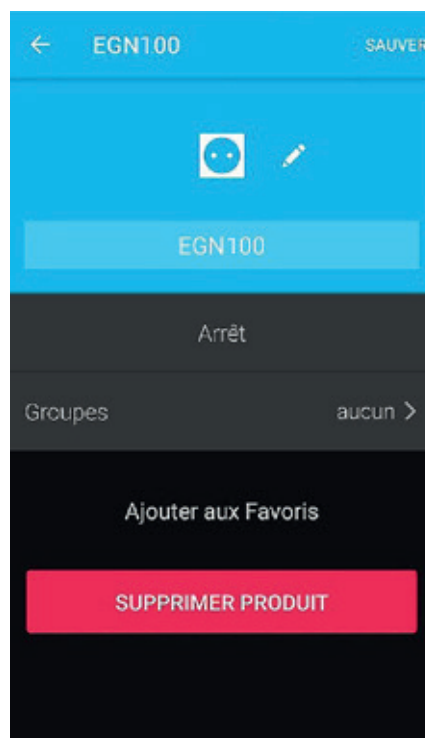 EGN100 SAUVER
EGN100
Arrêt
Groupes aucun
Ajouter aux Favoris
SUPPRIMER PRODUIT